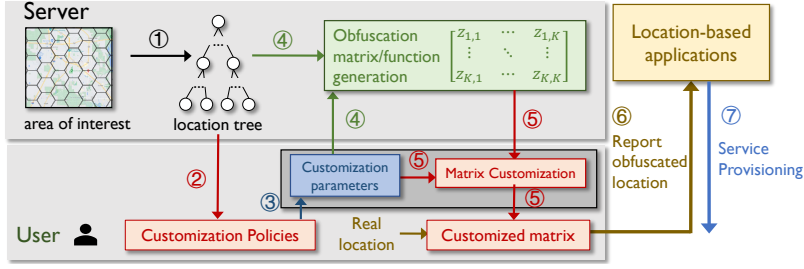 Server
①
④
area of interest
location tree
Obfuscation
matrix/function
generation
z1,1 ⋯ z1,K
⋮ ⋱ ⋮
zK,1 ⋯ zK,K
Location-based
applications
④
⑤
⑥
Report
obfuscated
location
⑦
Service
Provisioning
②
③
Customization
parameters
⑤
Matrix Customization
⑤
User
Customization Policies
Real
location
Customized matrix